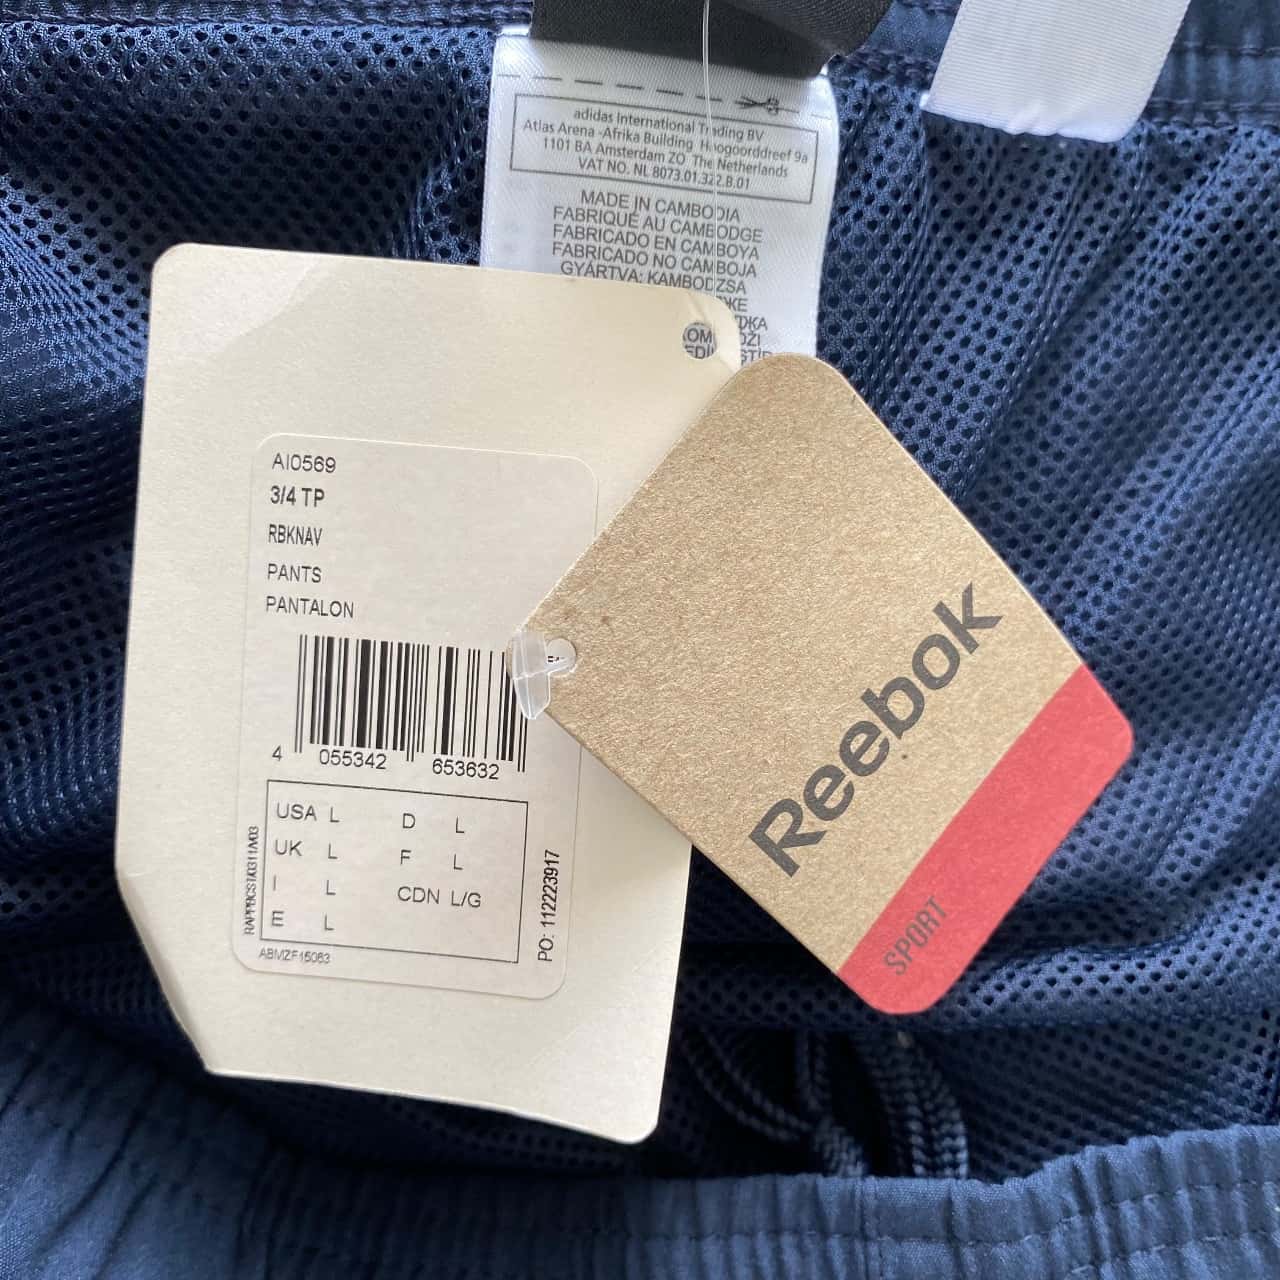 adidas International Trading BV
Atlas Arena -Afrika Building Hoogoorddreef 9a
1101 BA Amsterdam ZO The Netherlands
VAT NO. NL 8073.01.322.B.01
MADE IN CAMBODIA
FABRIQUÉ AU CAMBODGE
FABRICADO EN CAMBOYA
FABRICADO NO CAMBOJA
GYÁRTVA: KAMBODZSA
AI0569
3/4 TP
RBKNAV
PANTS
PANTALON
4 055342 653632
USA L D L
UK L F L
I L CDN L/G
E L
ABMZF15063
PO: 112223917
Reebok
SPORT